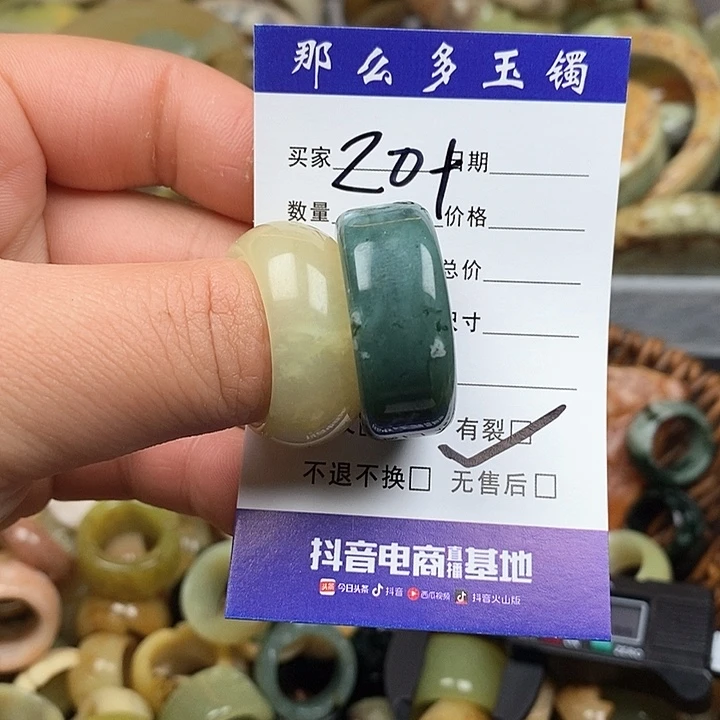 那么多玉镯
买家 201 日期
数量 价格
总价
尺寸
有裂☑
不退不换□ 无售后□
抖音电商直播基地
头条 今日头条 抖音 西瓜视频 抖音火山版